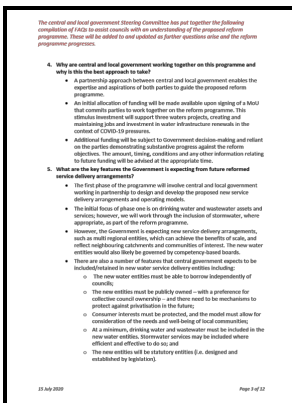 The central and local government Steering Committee has put together the following
compilation of FAQs to assist councils with an understanding of the proposed reform
programme. These will be added to and updated as further questions arise and the reform
programme progresses.
4. Why are central and local government working together on this programme and
why is this the best approach to take?
• A partnership approach between central and local government enables the
expertise and aspirations of both parties to guide the proposed reform
programme.
• An initial allocation of funding will be made available upon signing of a MoU
that commits parties to work together on the reform programme. This
stimulus investment will support three waters projects, creating and
maintaining jobs and investment in water infrastructure renewals in the
context of COVID-19 pressures.
• Additional funding will be subject to Government decision-making and reliant
on the parties demonstrating substantive progress against the reform
objectives. The amount, timing, conditions and any other information relating
to future funding will be advised at the appropriate time.
5. What are the key features the Government is expecting from future reformed
service delivery arrangements?
• The first phase of the programme will involve central and local government
working in partnership to design and develop the proposed new service
delivery arrangements and operating models.
• The initial focus of phase one is on drinking water and wastewater assets and
services; however, we will work through the inclusion of stormwater, where
appropriate, as part of the reform programme.
• However, the Government is expecting new service delivery arrangements,
such as multi regional entities, which can achieve the benefits of scale, and
reflect neighbouring catchments and communities of interest. The new water
entities would also likely be governed by competency-based boards.
• There are also a number of features that central government expects to be
included/retained in new water service delivery entities including:
o The new water entities must be able to borrow independently of
councils;
o The new entities must be publicly owned – with a preference for
collective council ownership – and there need to be mechanisms to
protect against privatisation in the future;
o Consumer interests must be protected, and the model must allow for
consideration of the needs and well-being of local communities;
o At a minimum, drinking water and wastewater must be included in the
new water entities. Stormwater services may be included where
efficient and effective to do so; and
o The new entities will be statutory entities (i.e. designed and
established by legislation).
15 July 2020 Page 3 of 12